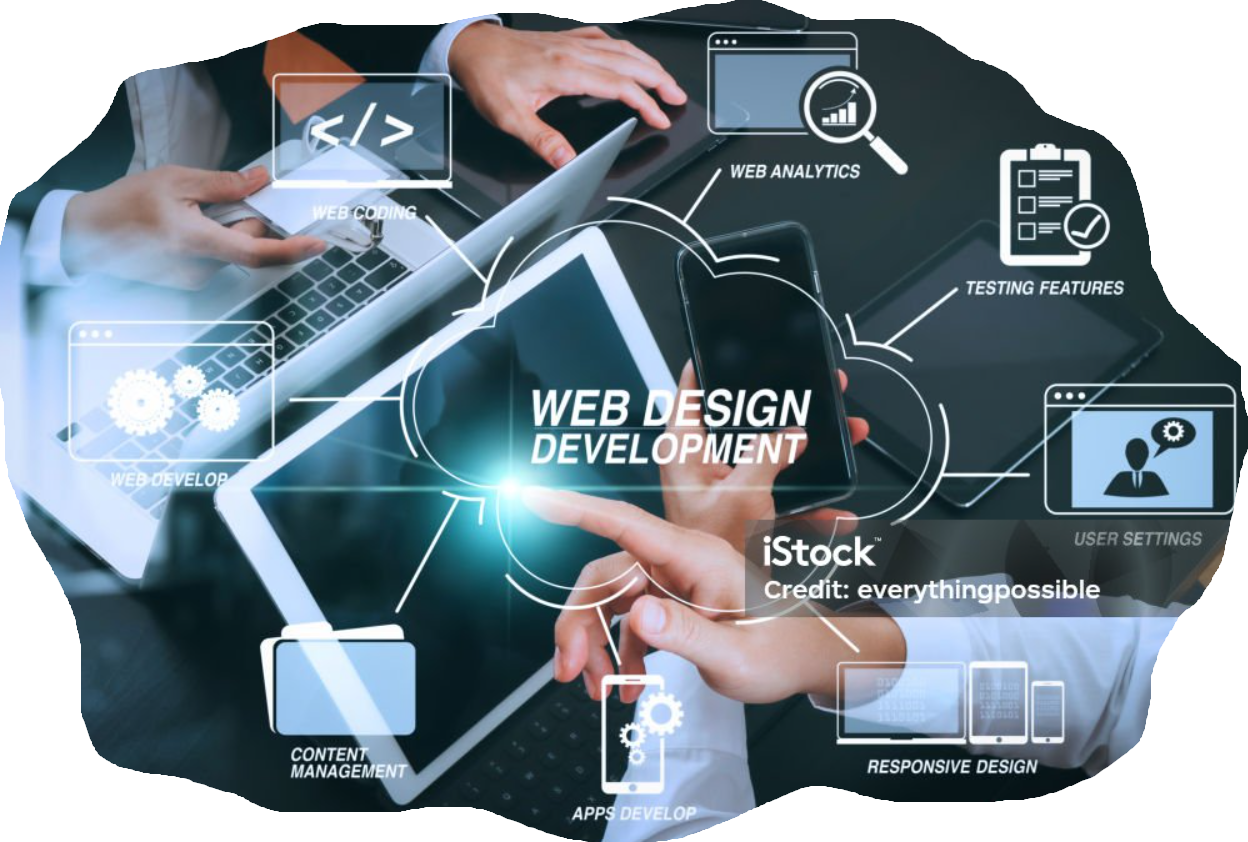 </>
WEB CODING
WEB ANALYTICS
TESTING FEATURES
WEB DEVELOP
WEB DESIGN
DEVELOPMENT
USER SETTINGS
iStock™
Credit: everythingpossible
CONTENT
MANAGEMENT
APPS DEVELOP
RESPONSIVE DESIGN